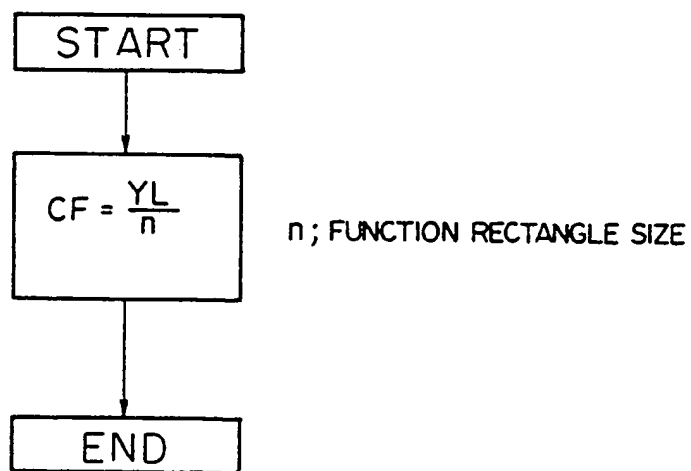 START
CF = YL/n
n; FUNCTION RECTANGLE SIZE
END